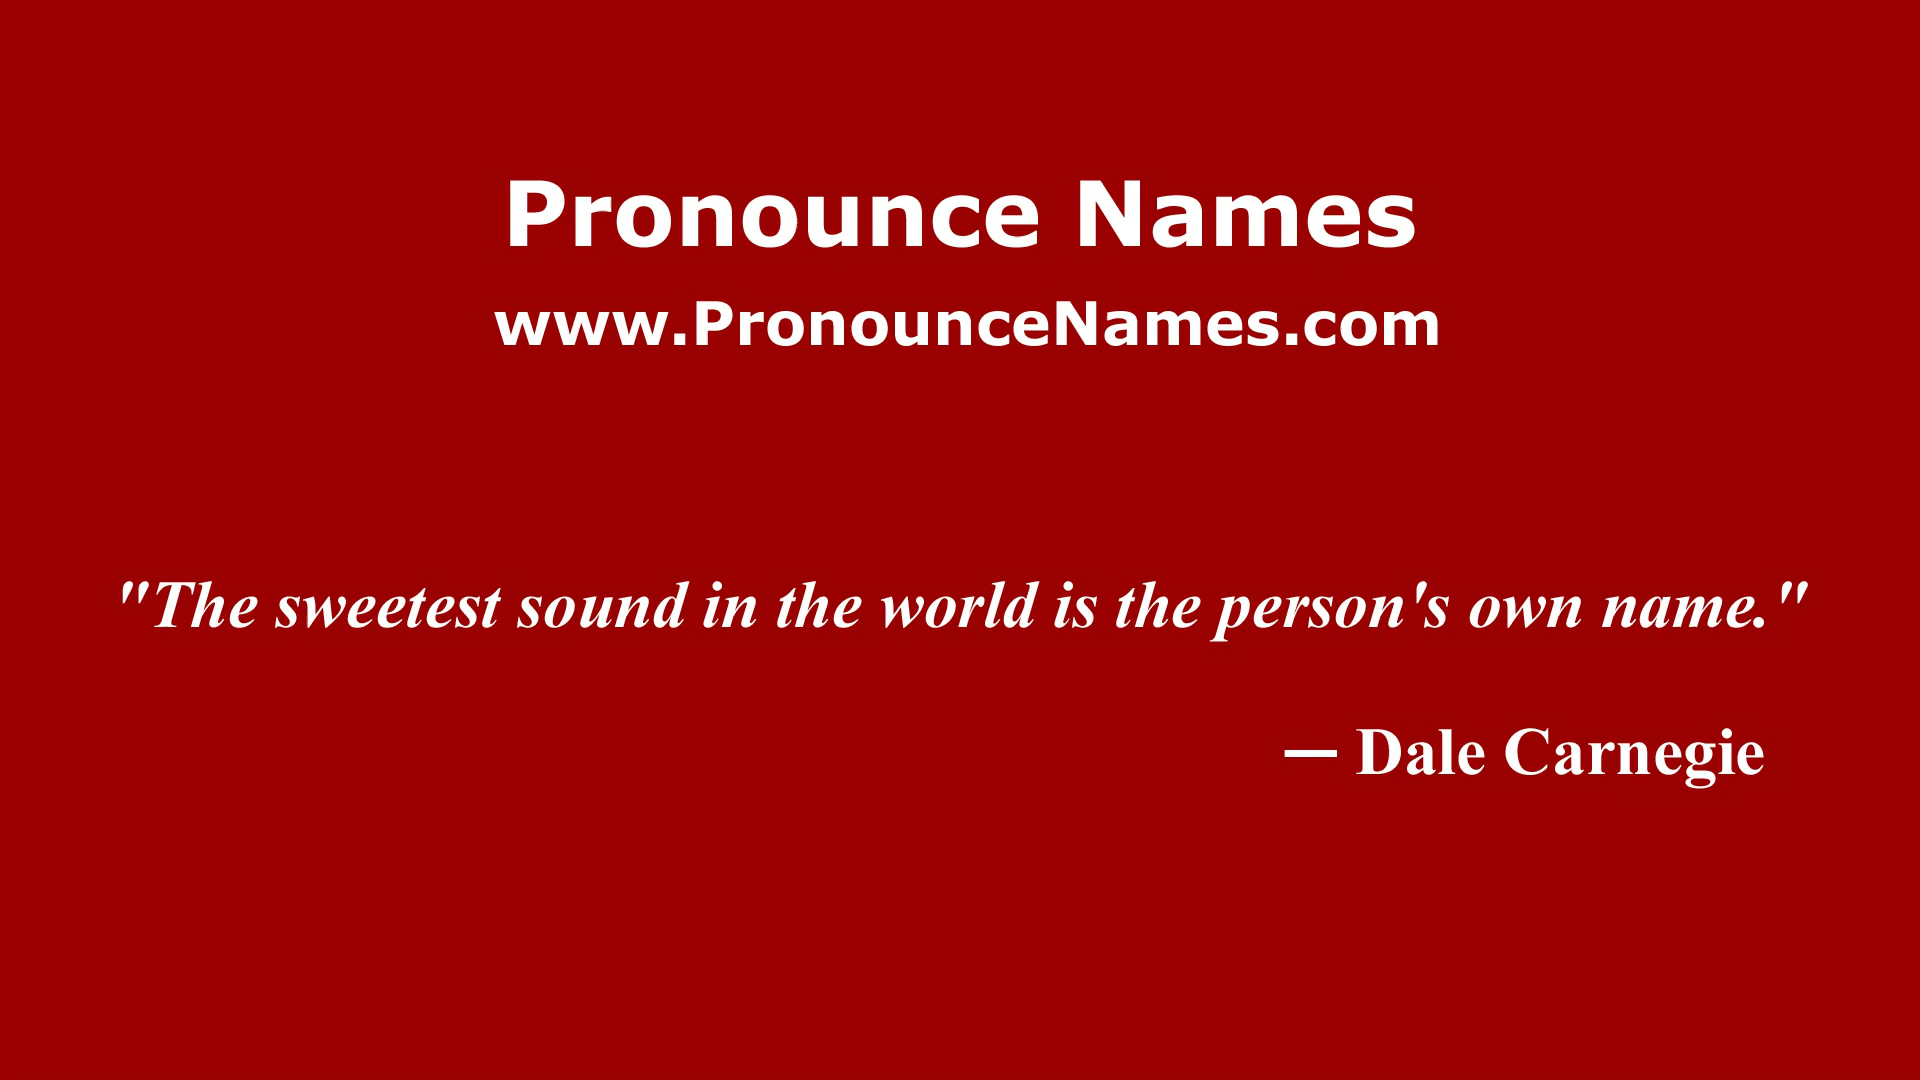 Pronounce Names
www.PronounceNames.com
"The sweetest sound in the world is the person's own name."
— Dale Carnegie